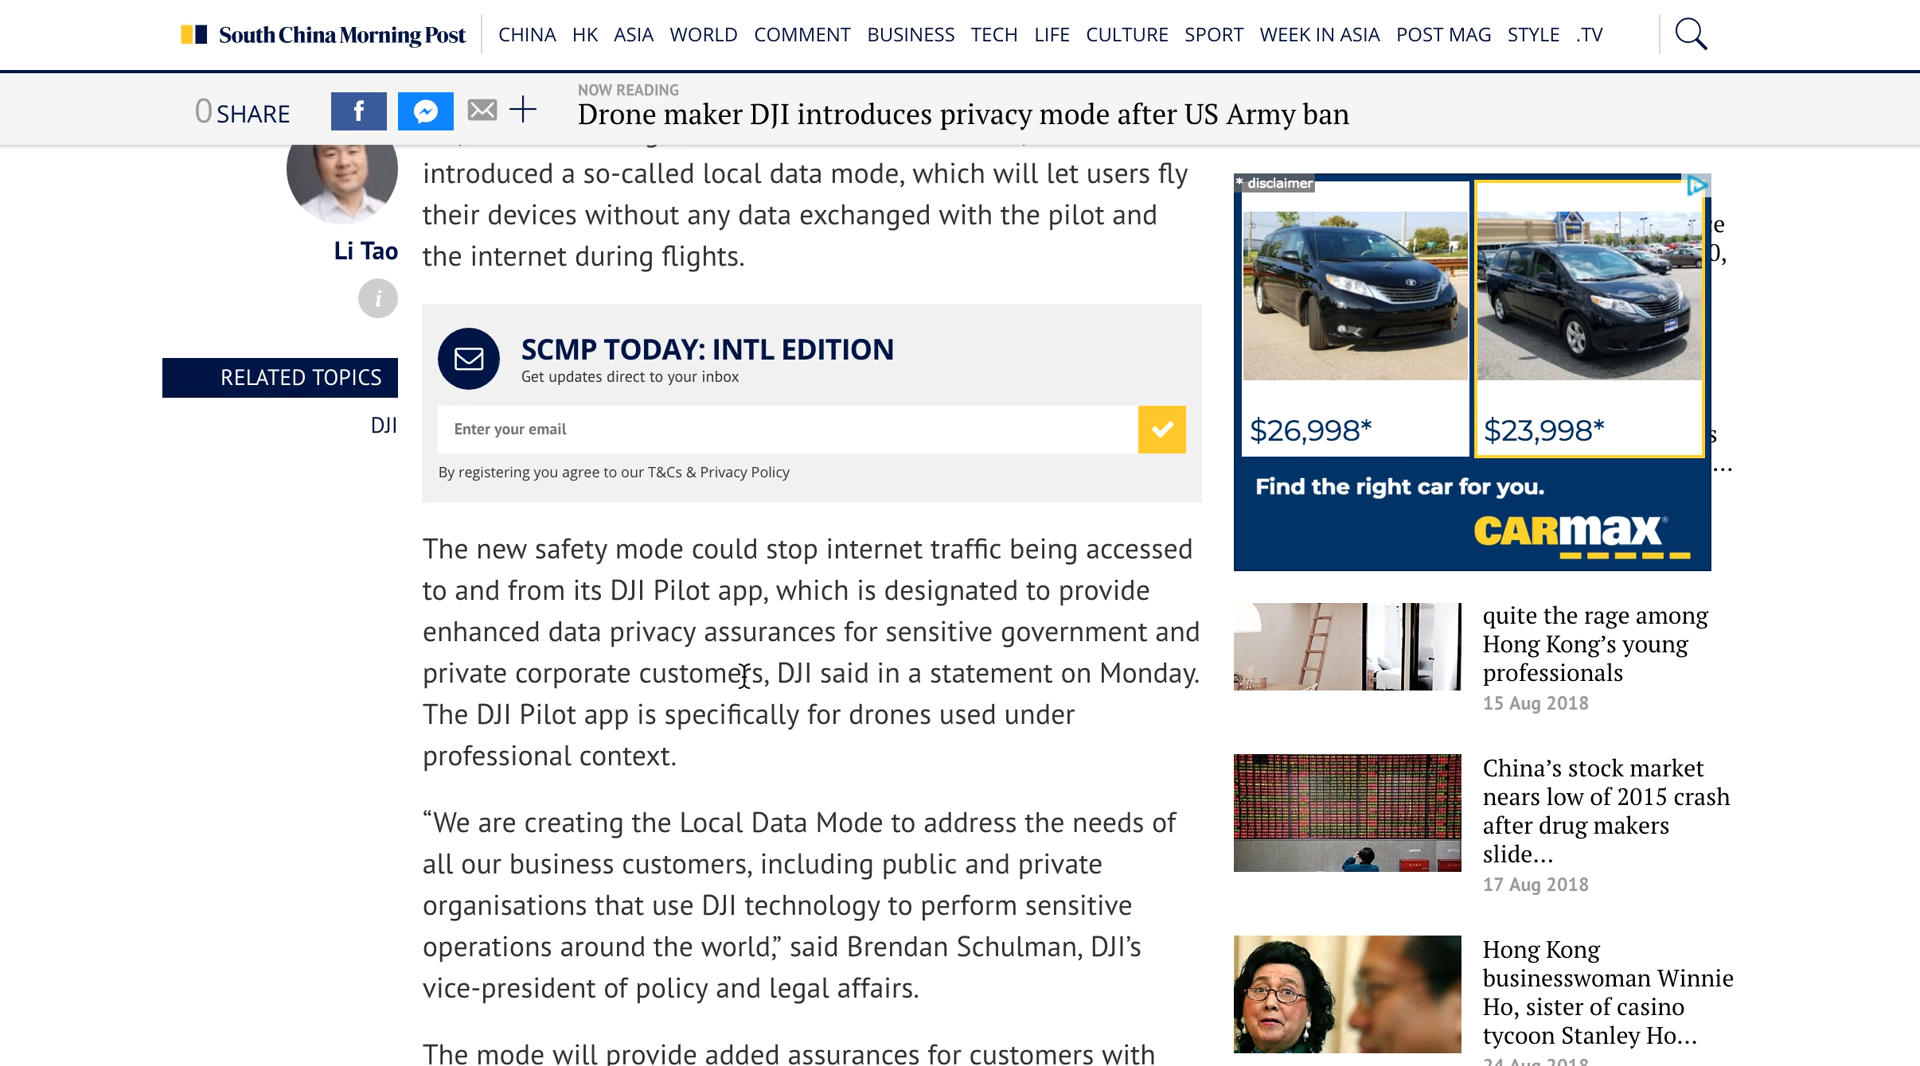 South China Morning Post
CHINA HK ASIA WORLD COMMENT BUSINESS TECH LIFE CULTURE SPORT WEEK IN ASIA POST MAG STYLE .TV
0 SHARE
NOW READING
Drone maker DJI introduces privacy mode after US Army ban
Li Tao
RELATED TOPICS
DJI
introduced a so-called local data mode, which will let users fly
their devices without any data exchanged with the pilot and
the internet during flights.
SCMP TODAY: INTL EDITION
Get updates direct to your inbox
Enter your email
By registering you agree to our T&Cs & Privacy Policy
The new safety mode could stop internet traffic being accessed
to and from its DJI Pilot app, which is designated to provide
enhanced data privacy assurances for sensitive government and
private corporate customers, DJI said in a statement on Monday.
The DJI Pilot app is specifically for drones used under
professional context.
“We are creating the Local Data Mode to address the needs of
all our business customers, including public and private
organisations that use DJI technology to perform sensitive
operations around the world,” said Brendan Schulman, DJI’s
vice-president of policy and legal affairs.
The mode will provide added assurances for customers with
* disclaimer
$26,998*
$23,998*
Find the right car for you.
CARMAX
quite the rage among
Hong Kong’s young
professionals
15 Aug 2018
China’s stock market
nears low of 2015 crash
after drug makers
slide...
17 Aug 2018
Hong Kong
businesswoman Winnie
Ho, sister of casino
tycoon Stanley Ho...
24 Aug 2018